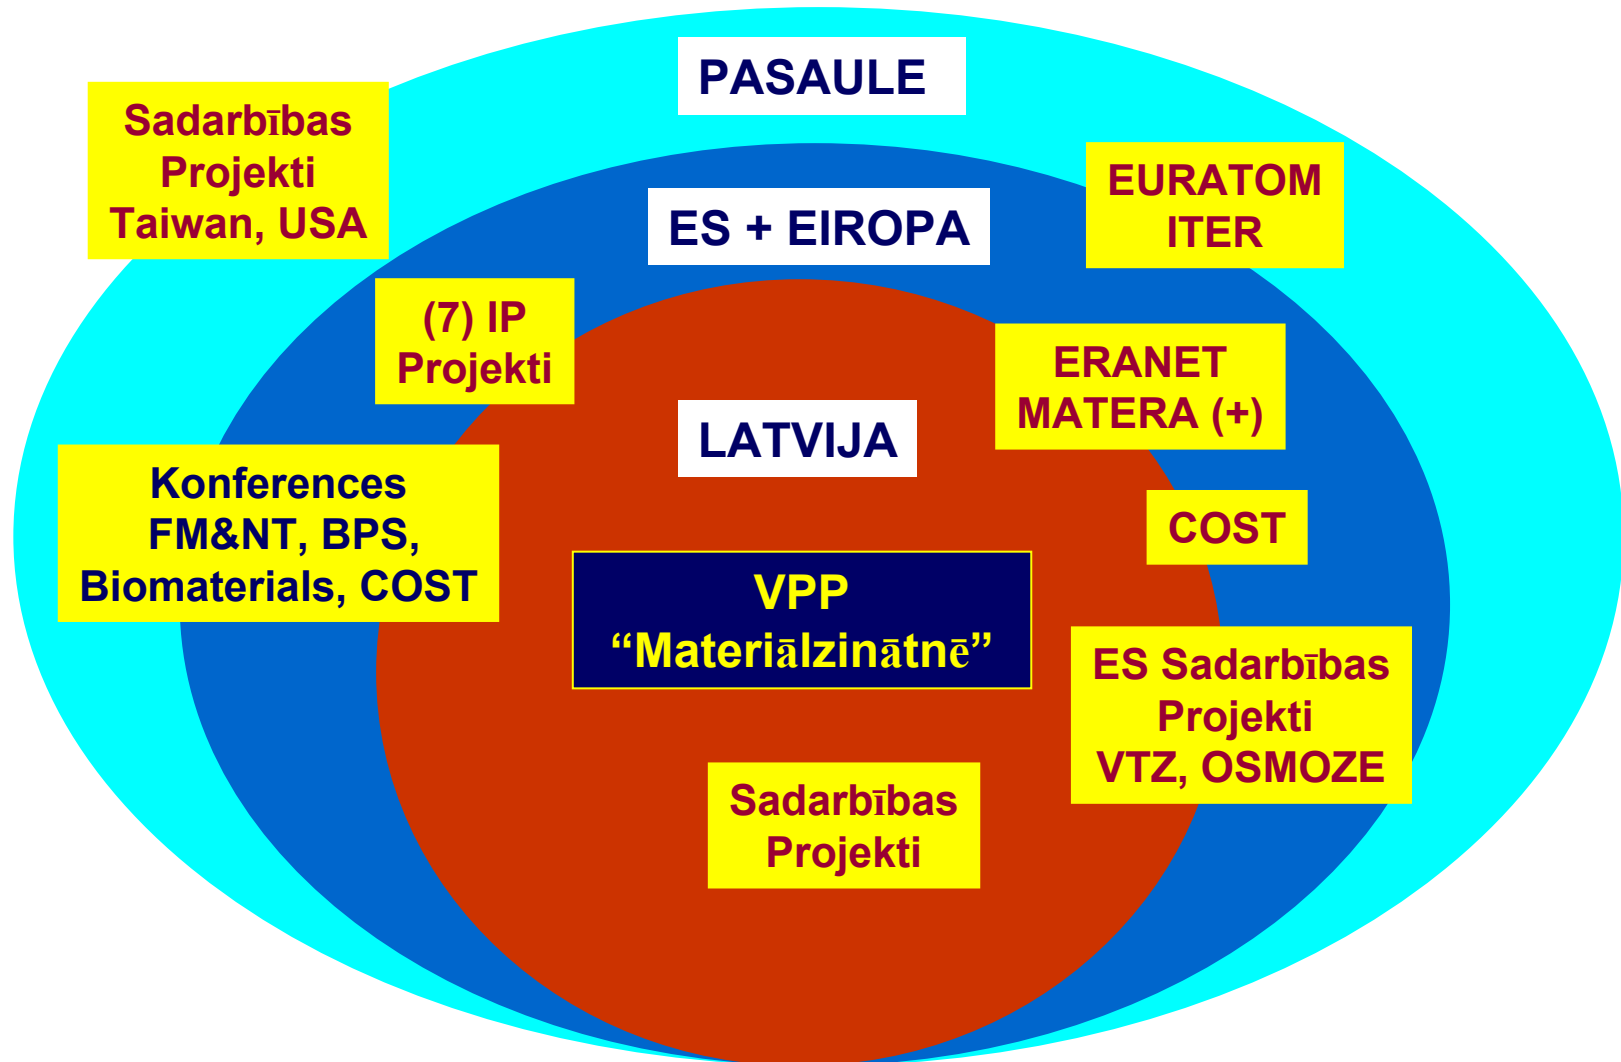 PASAULE
Sadarbības
Projekti
Taiwan, USA
EURATOM
ITER
ES + EIROPA
(7) IP
Projekti
ERANET
MATERA (+)
LATVIJA
Konferences
FM&NT, BPS,
Biomaterials, COST
COST
VPP
“Materiālzinātnē”
ES Sadarbības
Projekti
VTZ, OSMOZE
Sadarbības
Projekti